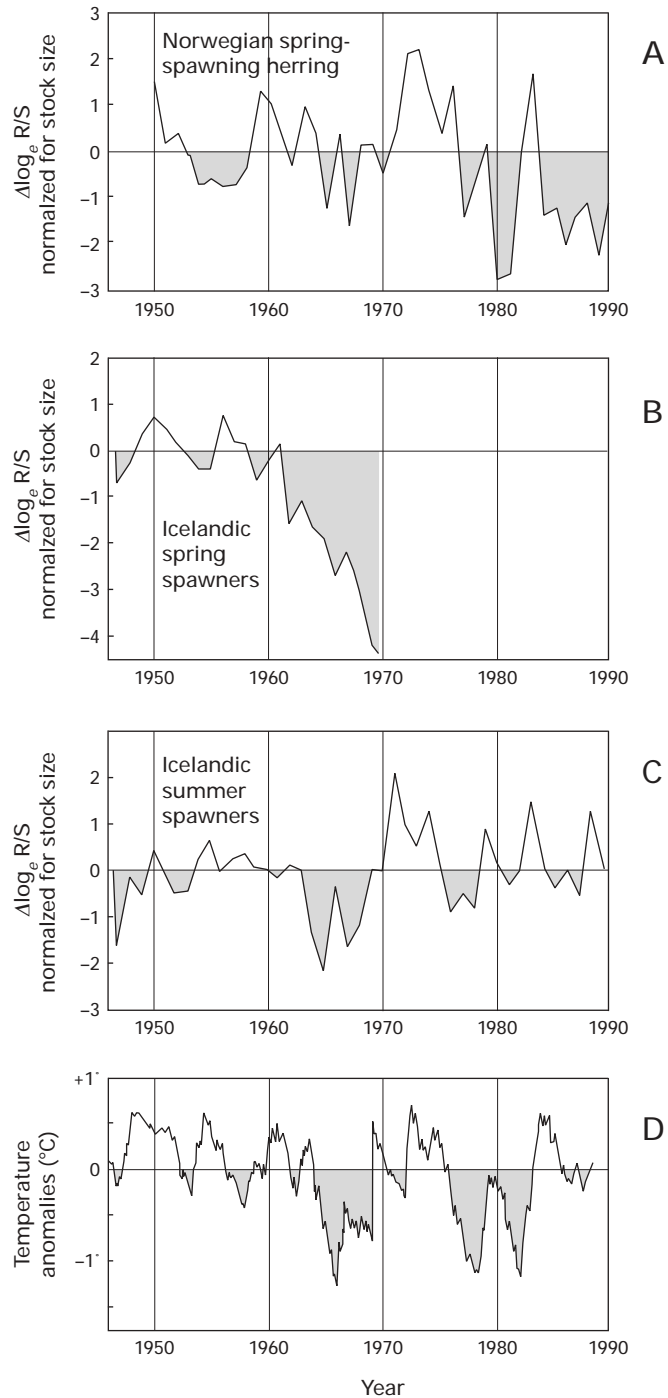 A
Norwegian spring-
spawning herring
Δlogₑ R/S
normalized for stock size
3
2
1
0
−1
−2
−3
1950 1960 1970 1980 1990
B
Icelandic
spring
spawners
Δlogₑ R/S
normalized for stock size
2
1
0
−1
−2
−3
−4
1950 1960 1970 1980 1990
C
Icelandic
summer
spawners
Δlogₑ R/S
normalized for stock size
2
1
0
−1
−2
−3
1950 1960 1970 1980 1990
D
Temperature
anomalies (°C)
+1°
0
−1°
1950 1960 1970 1980 1990
Year